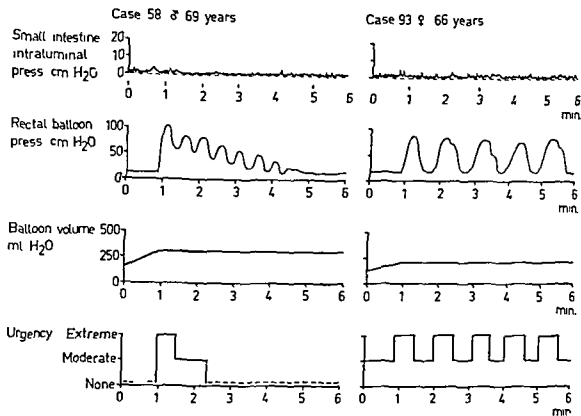 Case 58 ♂ 69 years
Case 93 ♀ 66 years
Small intestine
intraluminal
press cm H2O
20
10
0
0 1 2 3 4 5 6
0 1 2 3 4 5 6
min.
Rectal balloon
press cm H2O
100
50
0
0 1 2 3 4 5 6
0 1 2 3 4 5 6
min.
Balloon volume
ml H2O
500
250
0
0 1 2 3 4 5 6
0 1 2 3 4 5 6
min.
Urgency Extreme
Moderate
None
0 1 2 3 4 5 6
0 1 2 3 4 5 6
min